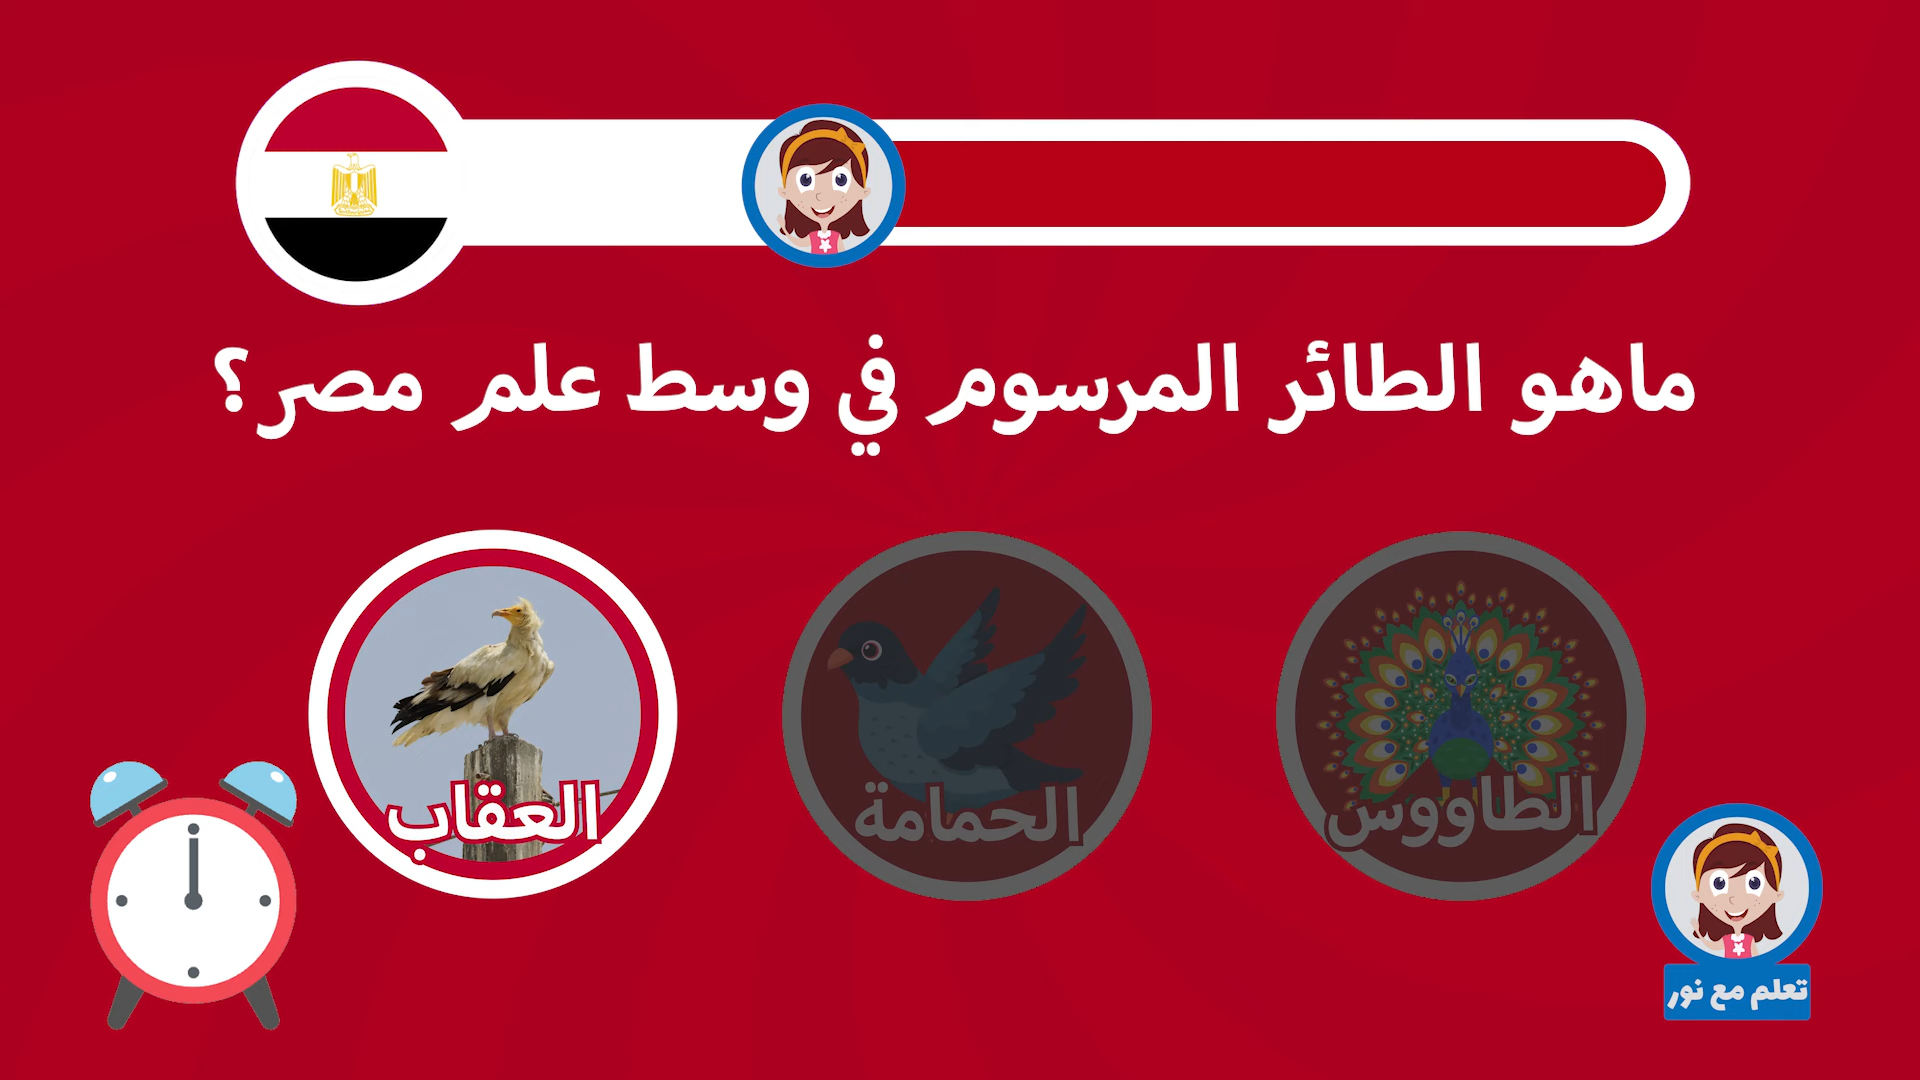 ماهو الطائر المرسوم في وسط علم مصر؟
الطاووس
الحمامة
العقاب
تعلم مع نور